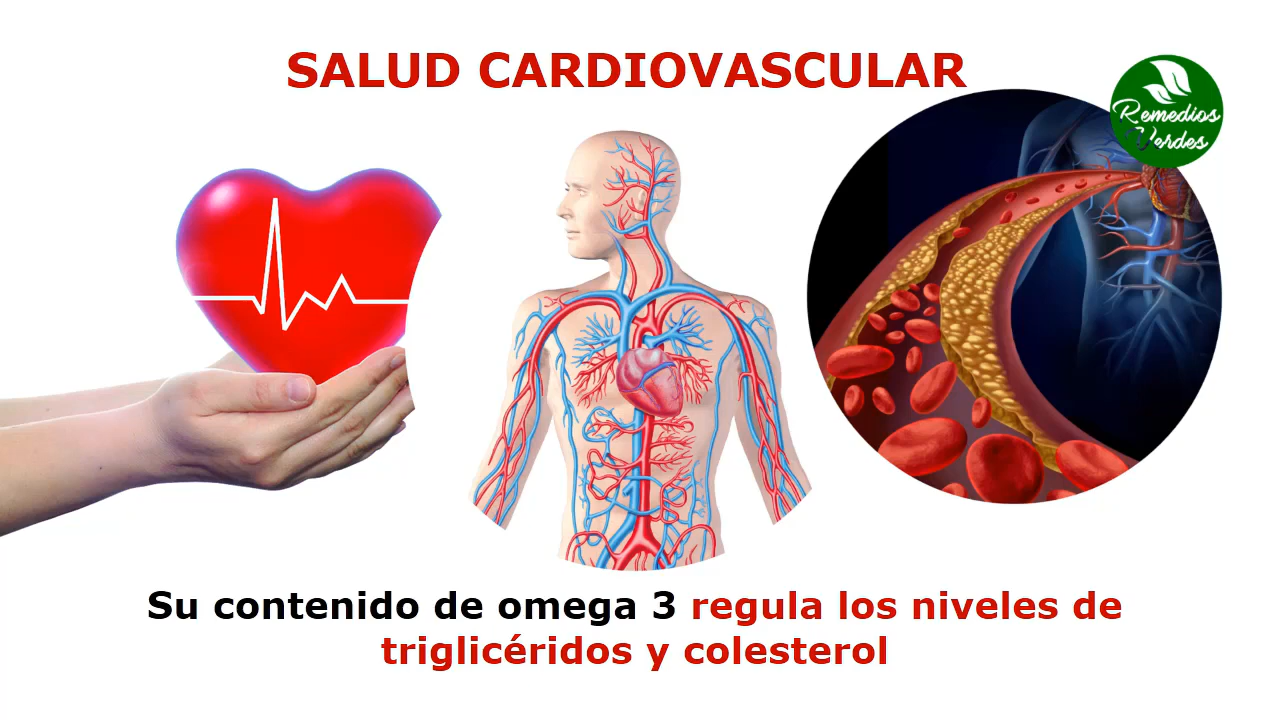 SALUD CARDIOVASCULAR
Remedios
Verdes
Su contenido de omega 3 regula los niveles de
triglicéridos y colesterol